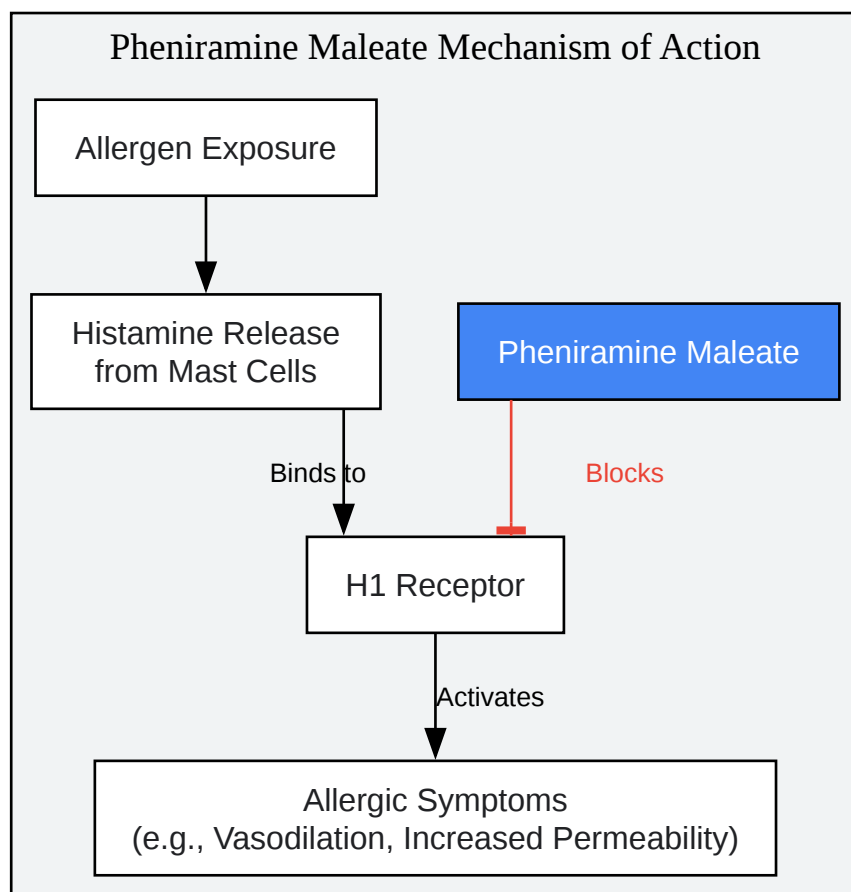 Pheniramine Maleate Mechanism of Action
Allergen Exposure
Histamine Release
from Mast Cells
Pheniramine Maleate
Binds to
Blocks
H1 Receptor
Activates
Allergic Symptoms
(e.g., Vasodilation, Increased Permeability)